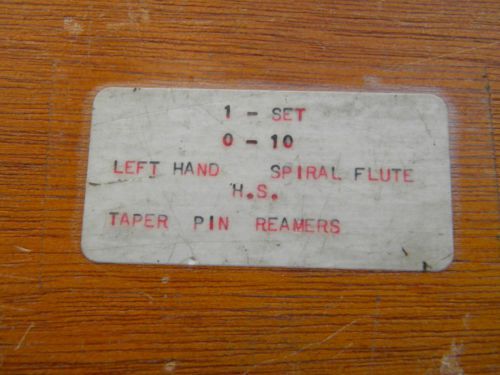 1 - SET
0 - 10
LEFT HAND SPIRAL FLUTE
H.S.
TAPER PIN REAMERS